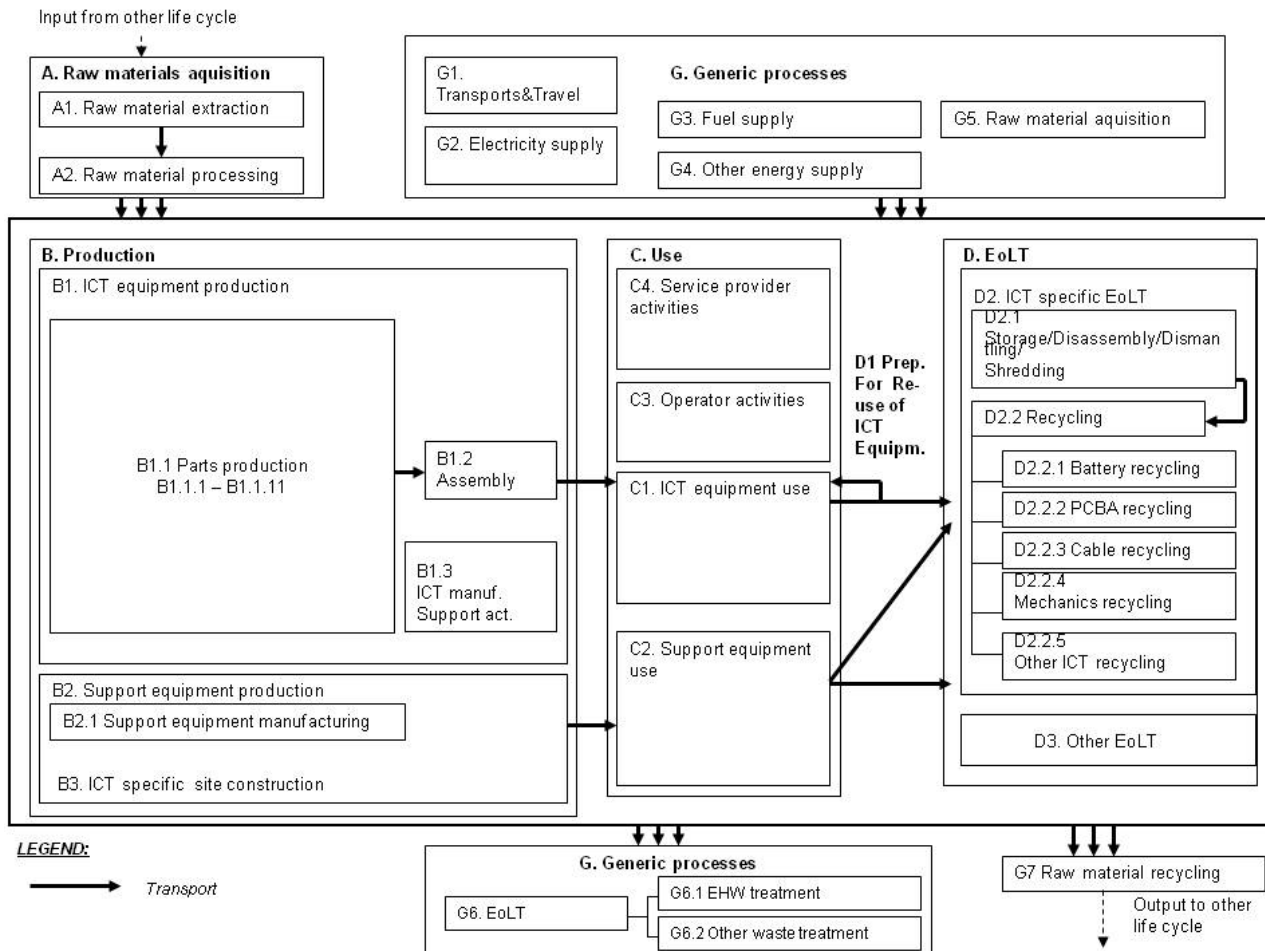 Input from other life cycle
A. Raw materials aquisition
A1. Raw material extraction
A2. Raw material processing
G1.
Transports&Travel
G2. Electricity supply
G. Generic processes
G3. Fuel supply
G4. Other energy supply
G5. Raw material aquisition
B. Production
B1. ICT equipment production
B1.1 Parts production
B1.1.1 – B1.1.11
B1.2
Assembly
B1.3
ICT manuf.
Support act.
B2. Support equipment production
B2.1 Support equipment manufacturing
B3. ICT specific site construction
C. Use
C4. Service provider
activities
C3. Operator activities
C1. ICT equipment use
C2. Support equipment
use
D1 Prep.
For Re-
use of
ICT
Equipm.
D. EoLT
D2. ICT specific EoLT
D2.1
Storage/Disassembly/Disman
tling/
Shredding
D2.2 Recycling
D2.2.1 Battery recycling
D2.2.2 PCBA recycling
D2.2.3 Cable recycling
D2.2.4
Mechanics recycling
D2.2.5
Other ICT recycling
D3. Other EoLT
LEGEND:
Transport
G. Generic processes
G6. EoLT
G6.1 EHW treatment
G6.2 Other waste treatment
G7 Raw material recycling
Output to other
life cycle